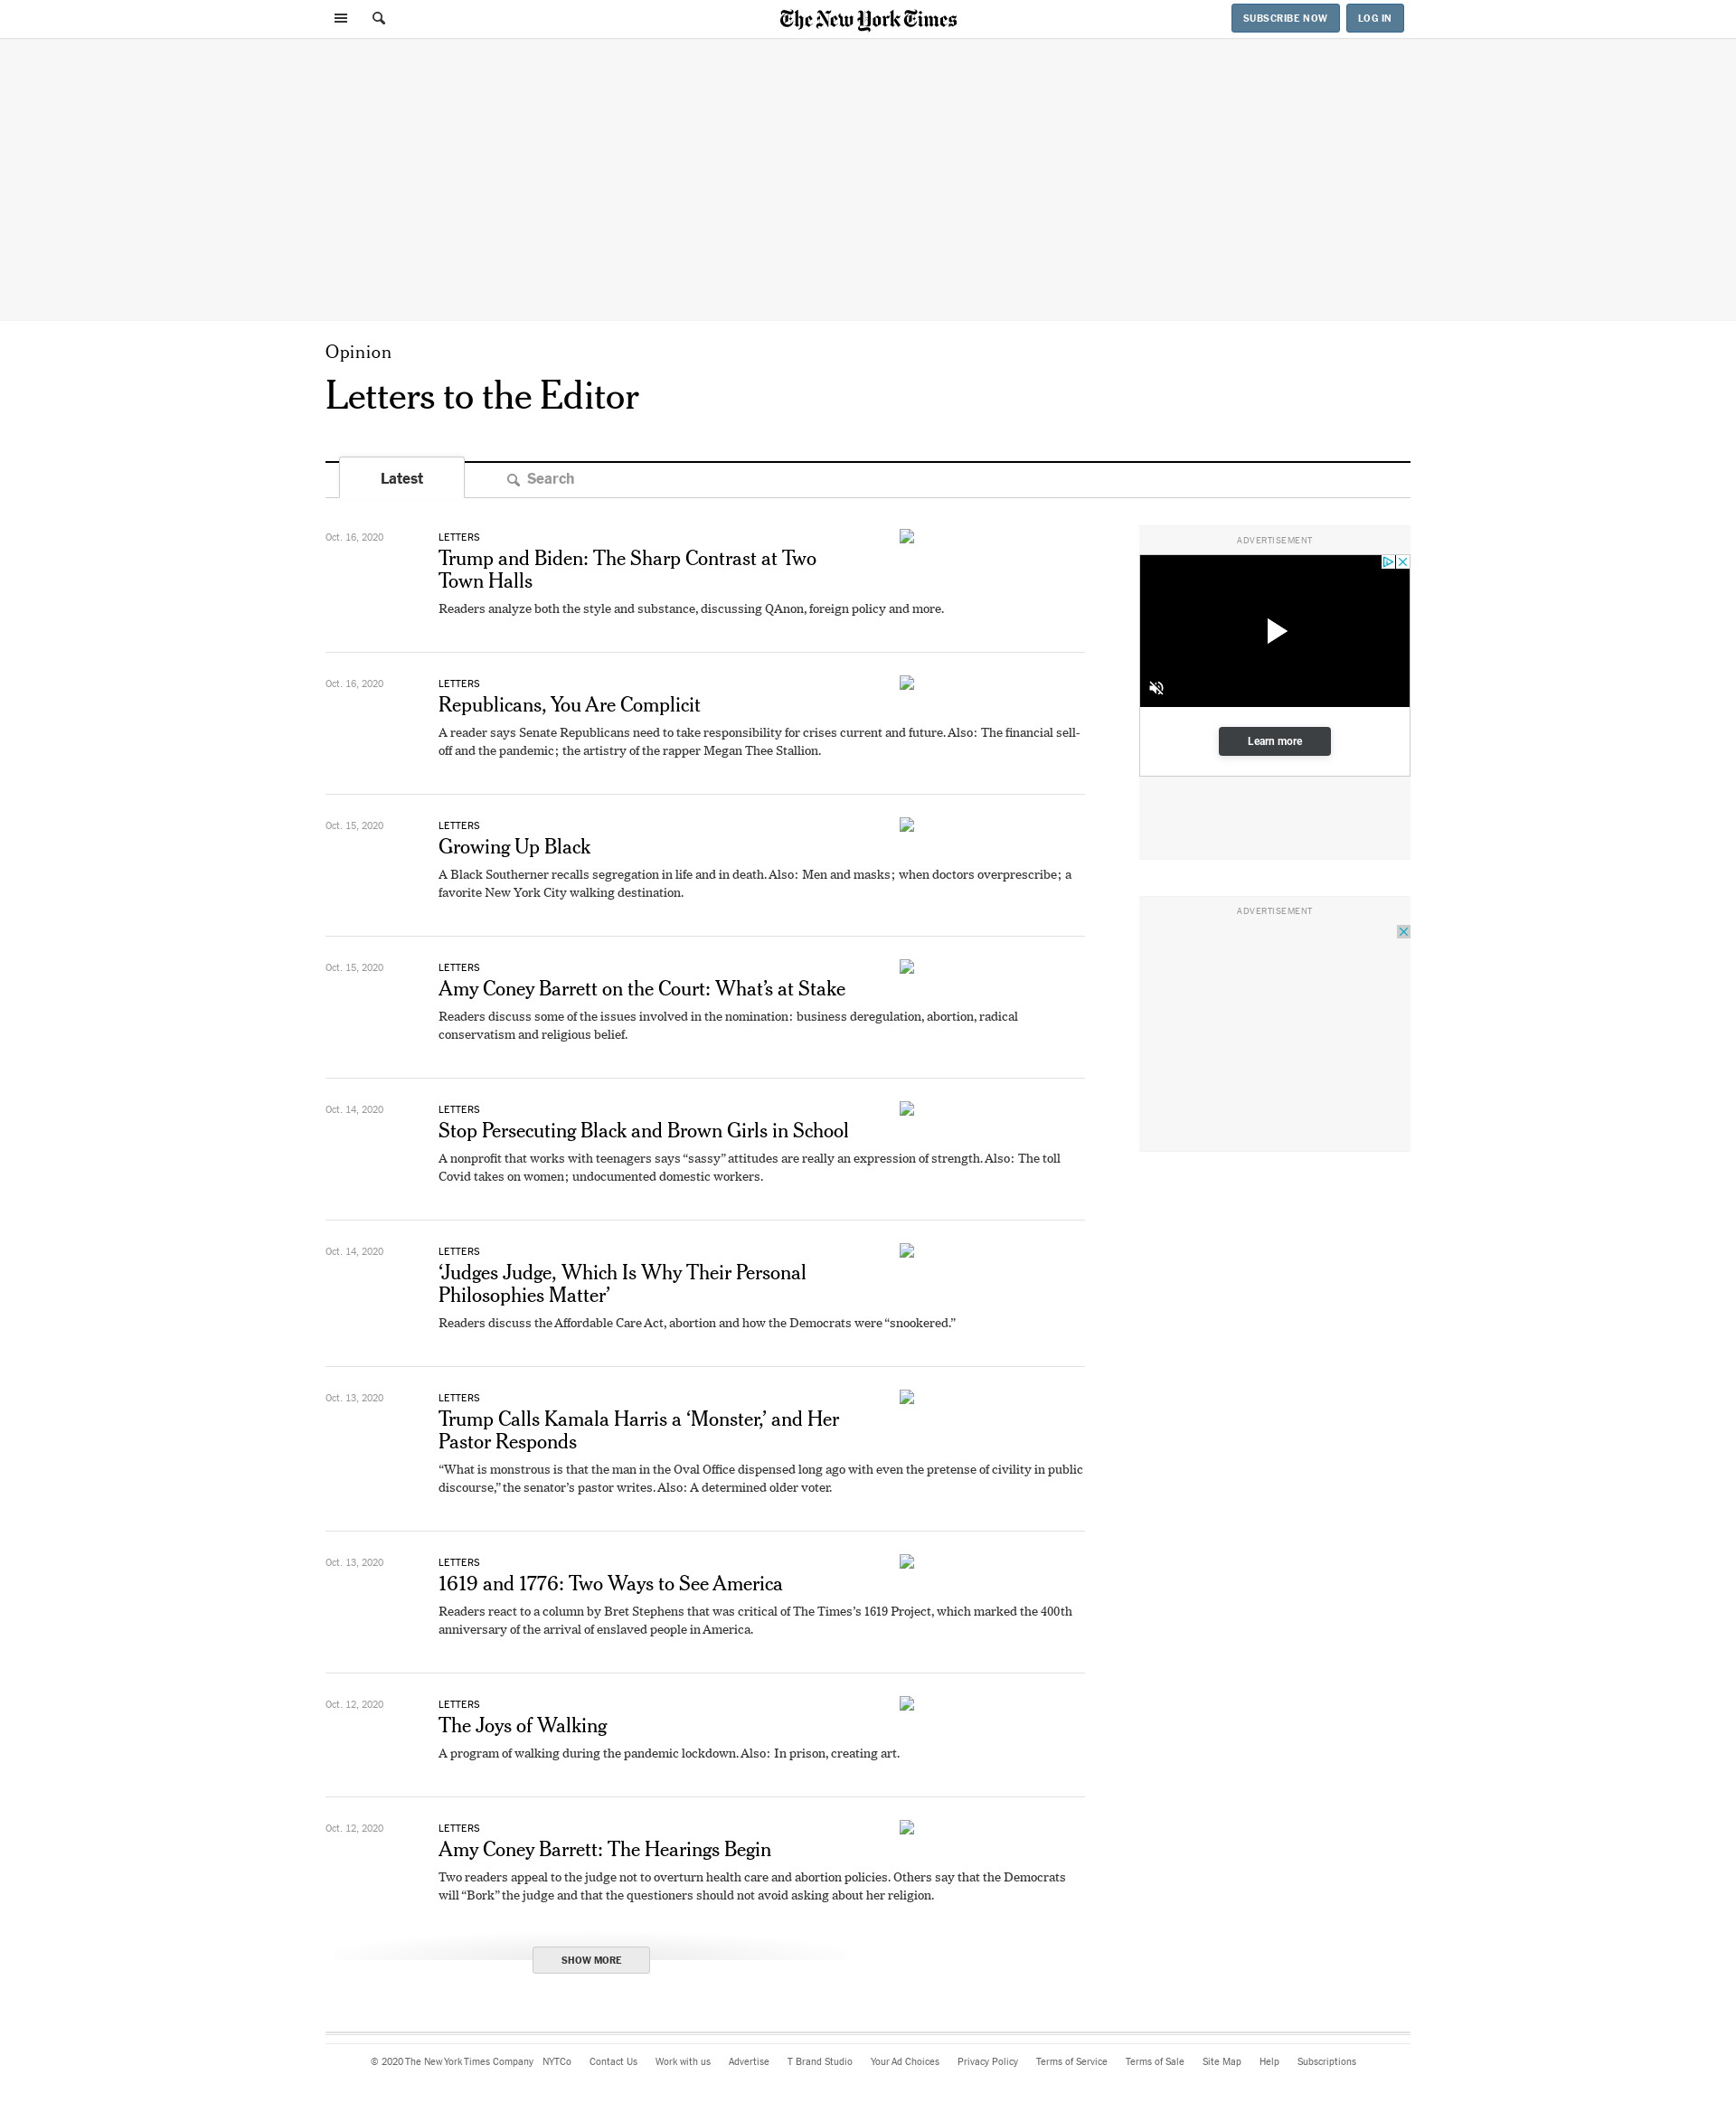 The New York Times
SUBSCRIBE NOW
LOG IN
Opinion
Letters to the Editor
Latest
Search
Oct. 16, 2020
LETTERS
Trump and Biden: The Sharp Contrast at Two
Town Halls
Readers analyze both the style and substance, discussing QAnon, foreign policy and more.
Oct. 16, 2020
LETTERS
Republicans, You Are Complicit
A reader says Senate Republicans need to take responsibility for crises current and future. Also: The financial sell-
off and the pandemic; the artistry of the rapper Megan Thee Stallion.
Oct. 15, 2020
LETTERS
Growing Up Black
A Black Southerner recalls segregation in life and in death. Also: Men and masks; when doctors overprescribe; a
favorite New York City walking destination.
Oct. 15, 2020
LETTERS
Amy Coney Barrett on the Court: What’s at Stake
Readers discuss some of the issues involved in the nomination: business deregulation, abortion, radical
conservatism and religious belief.
Oct. 14, 2020
LETTERS
Stop Persecuting Black and Brown Girls in School
A nonprofit that works with teenagers says “sassy” attitudes are really an expression of strength. Also: The toll
Covid takes on women; undocumented domestic workers.
Oct. 14, 2020
LETTERS
‘Judges Judge, Which Is Why Their Personal
Philosophies Matter’
Readers discuss the Affordable Care Act, abortion and how the Democrats were “snookered.”
Oct. 13, 2020
LETTERS
Trump Calls Kamala Harris a ‘Monster,’ and Her
Pastor Responds
“What is monstrous is that the man in the Oval Office dispensed long ago with even the pretense of civility in public
discourse,” the senator’s pastor writes. Also: A determined older voter.
Oct. 13, 2020
LETTERS
1619 and 1776: Two Ways to See America
Readers react to a column by Bret Stephens that was critical of The Times’s 1619 Project, which marked the 400th
anniversary of the arrival of enslaved people in America.
Oct. 12, 2020
LETTERS
The Joys of Walking
A program of walking during the pandemic lockdown. Also: In prison, creating art.
Oct. 12, 2020
LETTERS
Amy Coney Barrett: The Hearings Begin
Two readers appeal to the judge not to overturn health care and abortion policies. Others say that the Democrats
will “Bork” the judge and that the questioners should not avoid asking about her religion.
SHOW MORE
ADVERTISEMENT
Learn more
ADVERTISEMENT
© 2020 The New York Times Company NYTCo Contact Us Work with us Advertise T Brand Studio Your Ad Choices Privacy Policy Terms of Service Terms of Sale Site Map Help Subscriptions